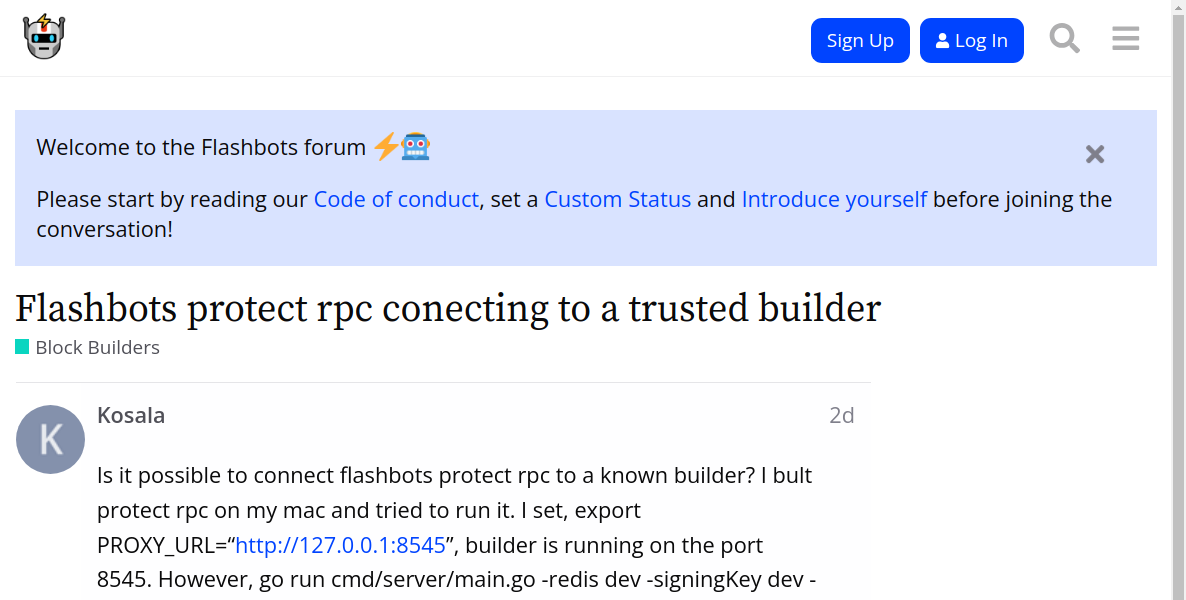 Sign Up
Log In
Welcome to the Flashbots forum
Please start by reading our Code of conduct, set a Custom Status and Introduce yourself before joining the
conversation!
Flashbots protect rpc conecting to a trusted builder
Block Builders
K
Kosala
2d
Is it possible to connect flashbots protect rpc to a known builder? I bult
protect rpc on my mac and tried to run it. I set, export
PROXY_URL=“http://127.0.0.1:8545”, builder is running on the port
8545. However, go run cmd/server/main.go -redis dev -signingKey dev -